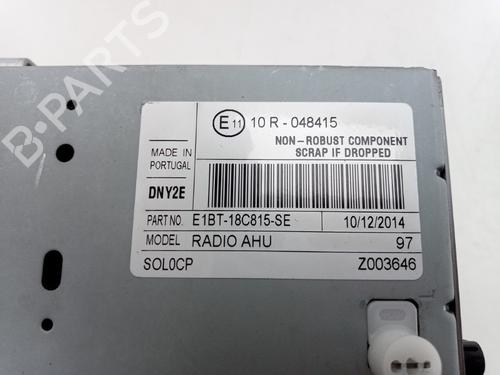 E11 10 R - 048415
NON-ROBUST COMPONENT
SCRAP IF DROPPED
MADE IN
PORTUGAL
DNY2E
PART NO. E1BT-18C815-SE 10/12/2014
MODEL RADIO AHU 97
SOL0CP Z003646
B-PARTS